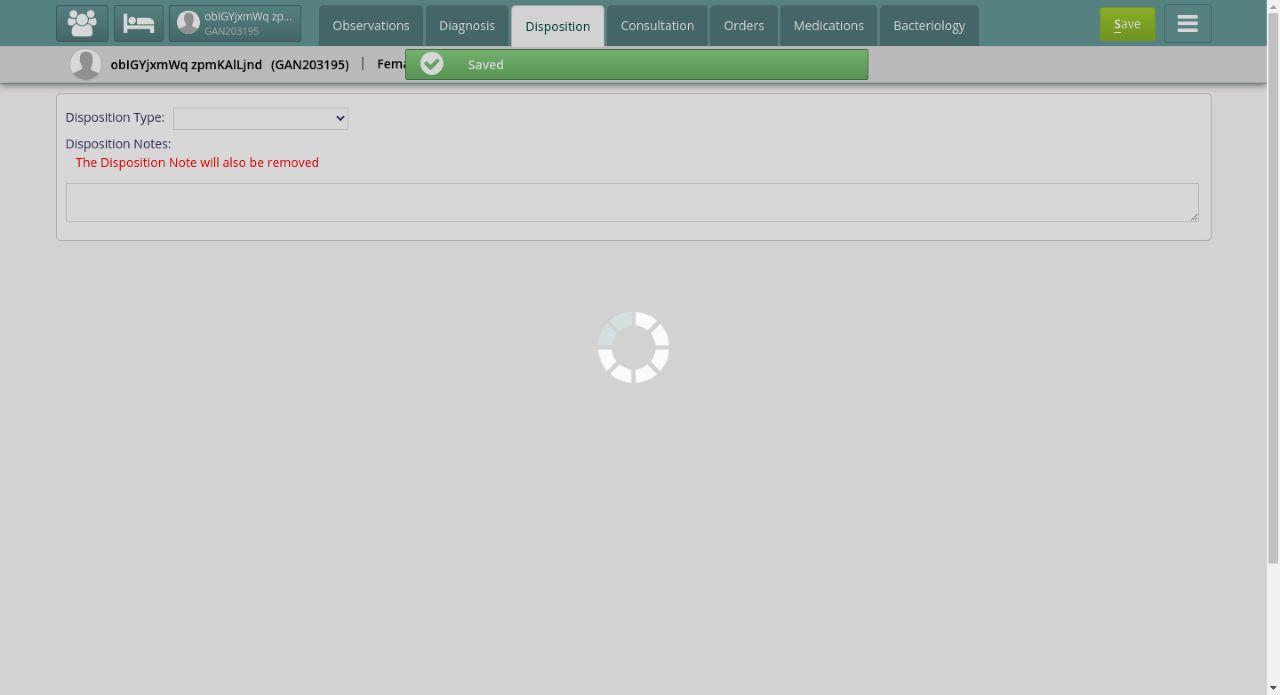 obIGYjxmWq zp...
GAN203195
Observations
Diagnosis
Disposition
Consultation
Orders
Medications
Bacteriology
Save
obIGYjxmWq zpmKAlLjnd (GAN203195) | Fema
Saved
Disposition Type:
Disposition Notes:
The Disposition Note will also be removed